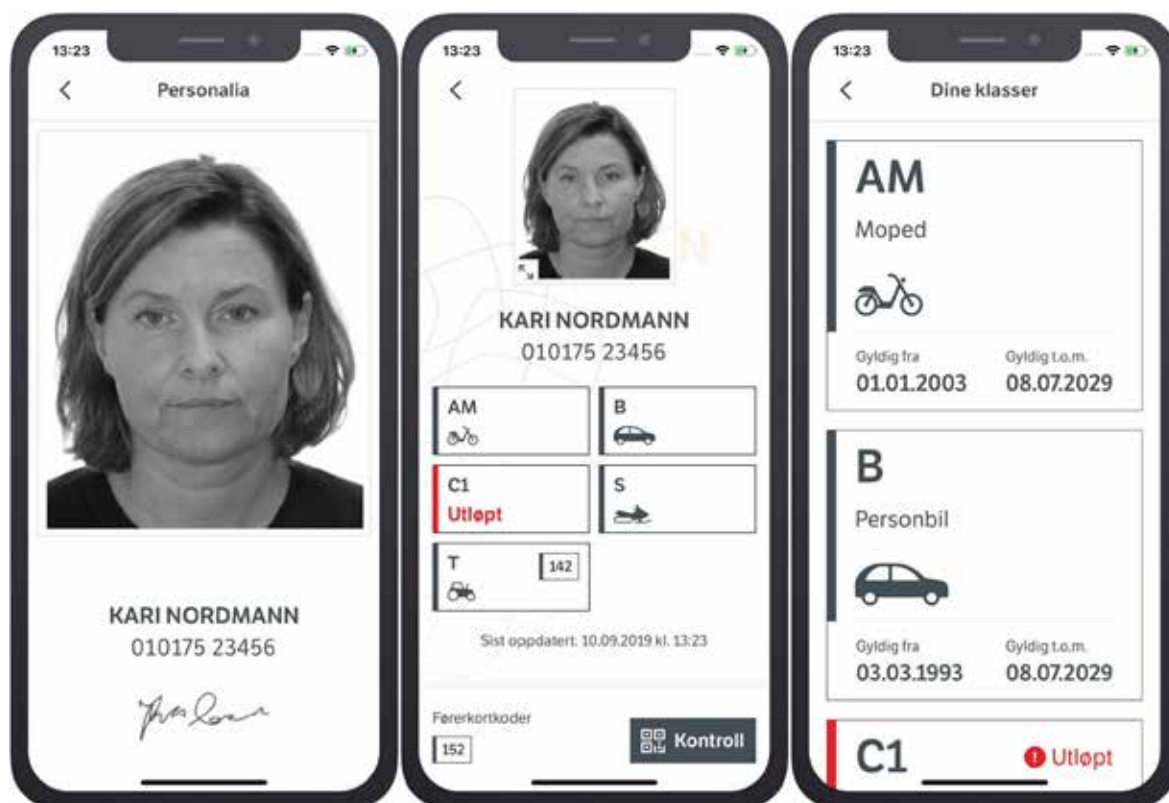 13:23
Personalia
KARI NORDMANN
010175 23456
13:23
N
KARI NORDMANN
010175 23456
AM
B
C1
Utløpt
S
T
142
Sist oppdatert: 10.09.2019 kl. 13:23
Førerkortkoder
152
Kontroll
13:23
Dine klasser
AM
Moped
Gyldig fra
Gyldig t.o.m.
01.01.2003
08.07.2029
B
Personbil
Gyldig fra
Gyldig t.o.m.
03.03.1993
08.07.2029
C1
Utløpt